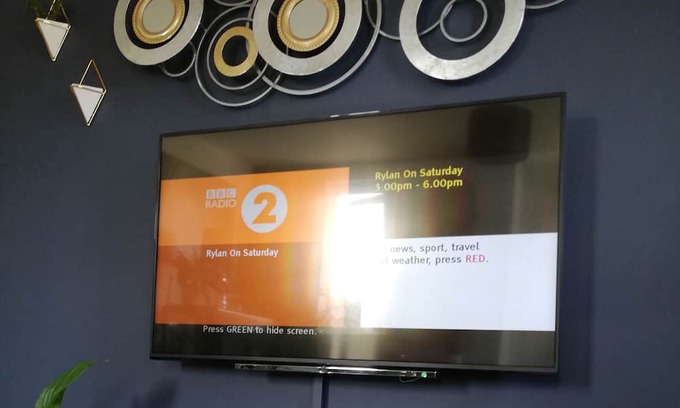 BBC
RADIO
2
Rylan On Saturday
Press GREEN to hide screen.
Rylan On Saturday
3.00pm - 6.00pm
news, sport, travel
weather, press RED.